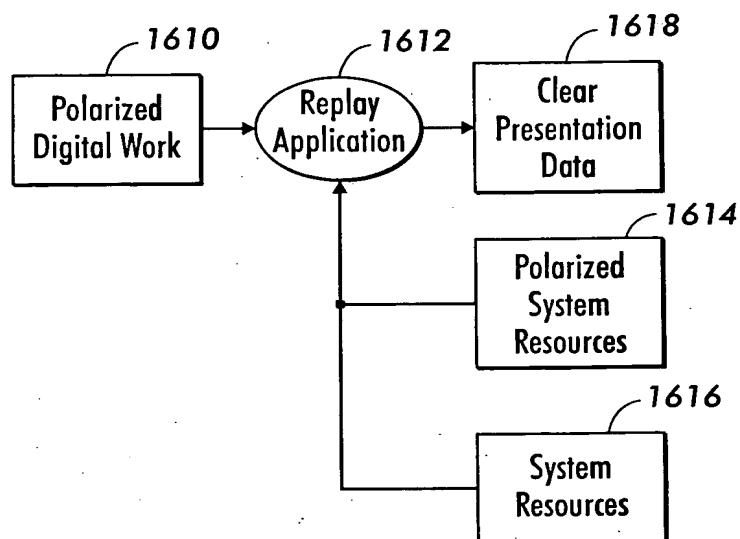 1610
Polarized
Digital Work
1612
Replay
Application
1618
Clear
Presentation
Data
1614
Polarized
System
Resources
1616
System
Resources